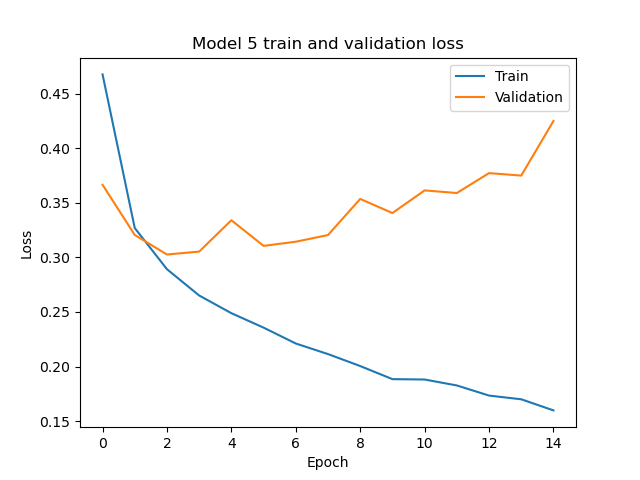 Model 5 train and validation loss
Train
Validation
0.45
0.40
0.35
0.30
0.25
0.20
0.15
Loss
0 2 4 6 8 10 12 14
Epoch